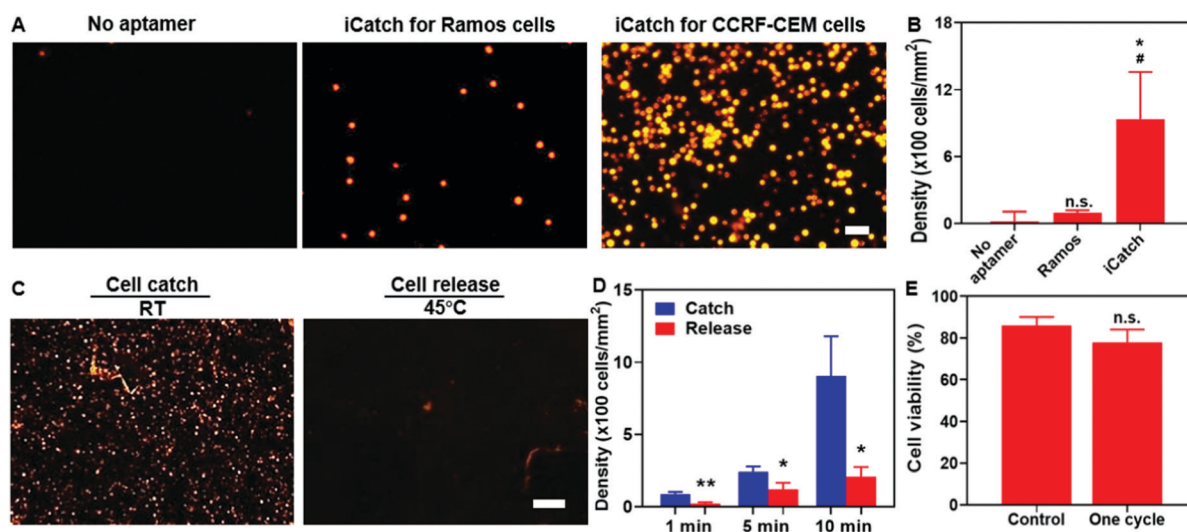 A
No aptamer
iCatch for Ramos cells
iCatch for CCRF-CEM cells
B
Density (x100 cells/mm²)
18
12
6
0
*
#
n.s.
No aptamer
Ramos
iCatch
C
Cell catch
RT
Cell release
45°C
D
Density (x100 cells/mm²)
15
10
5
0
Catch
Release
**
*
*
1 min
5 min
10 min
E
Cell viability (%)
100
80
60
40
20
0
n.s.
Control
One cycle